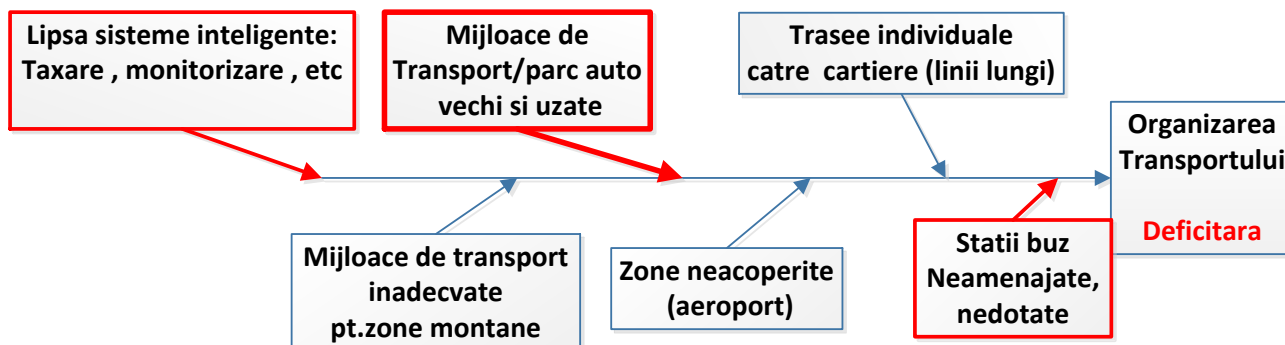 Lipsa sisteme inteligente:
Taxare , monitorizare , etc
Mijloace de
Transport/parc auto
vechi si uzate
Trasee individuale
catre cartiere (linii lungi)
Organizarea
Transportului
Deficitara
Mijloace de transport
inadecvate
pt.zone montane
Zone neacoperite
(aeroport)
Statii buz
Neamenajate,
nedotate